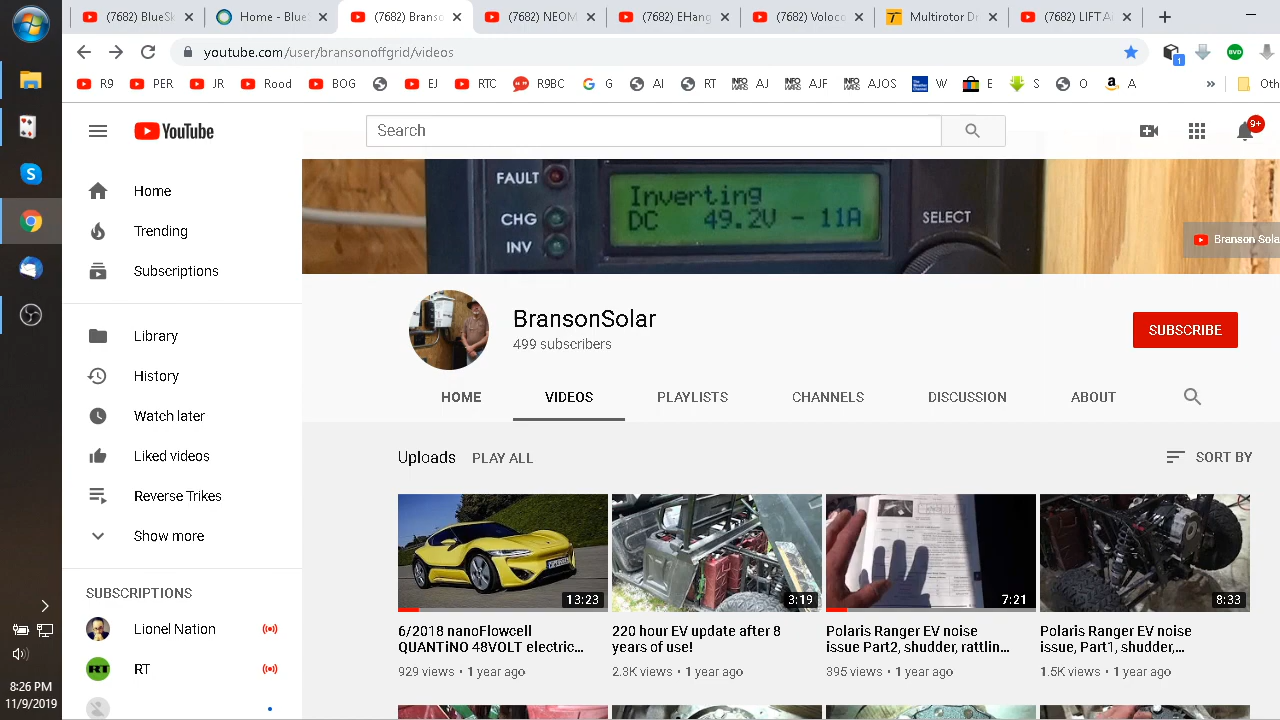 (7682) BlueSk
Home - Blue
(7682) Branso
(7682) NEOM
(7682) EHang
(7682) Voloco
Multirotor Dr
(7682) LIFT Ai
youtube.com/user/bransonoffgrid/videos
1
BVD
R9
PER
JR
Rood
BOG
EJ
RTC
R9BC
G
AI
RT
AJ
AJF
AJOS
W
E
S
O
A
»
Oth
YouTube
Search
9+
Home
Trending
Subscriptions
Library
History
Watch later
Liked videos
Reverse Trikes
Show more
SUBSCRIPTIONS
Lionel Nation
RT
FAULT
CHG
INV
Inverting
DC 49.2V - 11A
SELECT
Branson Sola
BransonSolar
499 subscribers
SUBSCRIBE
HOME
VIDEOS
PLAYLISTS
CHANNELS
DISCUSSION
ABOUT
Uploads
PLAY ALL
SORT BY
13:23
6/2018 nanoFlowcell
QUANTiNO 48VOLT electric…
929 views • 1 year ago
3:19
220 hour EV update after 8
years of use!
2.3K views • 1 year ago
7:21
Polaris Ranger EV noise
issue Part2, shudder, rattlin…
395 views • 1 year ago
8:33
Polaris Ranger EV noise
issue, Part1, shudder,…
1.5K views • 1 year ago
8:26 PM
11/9/2019